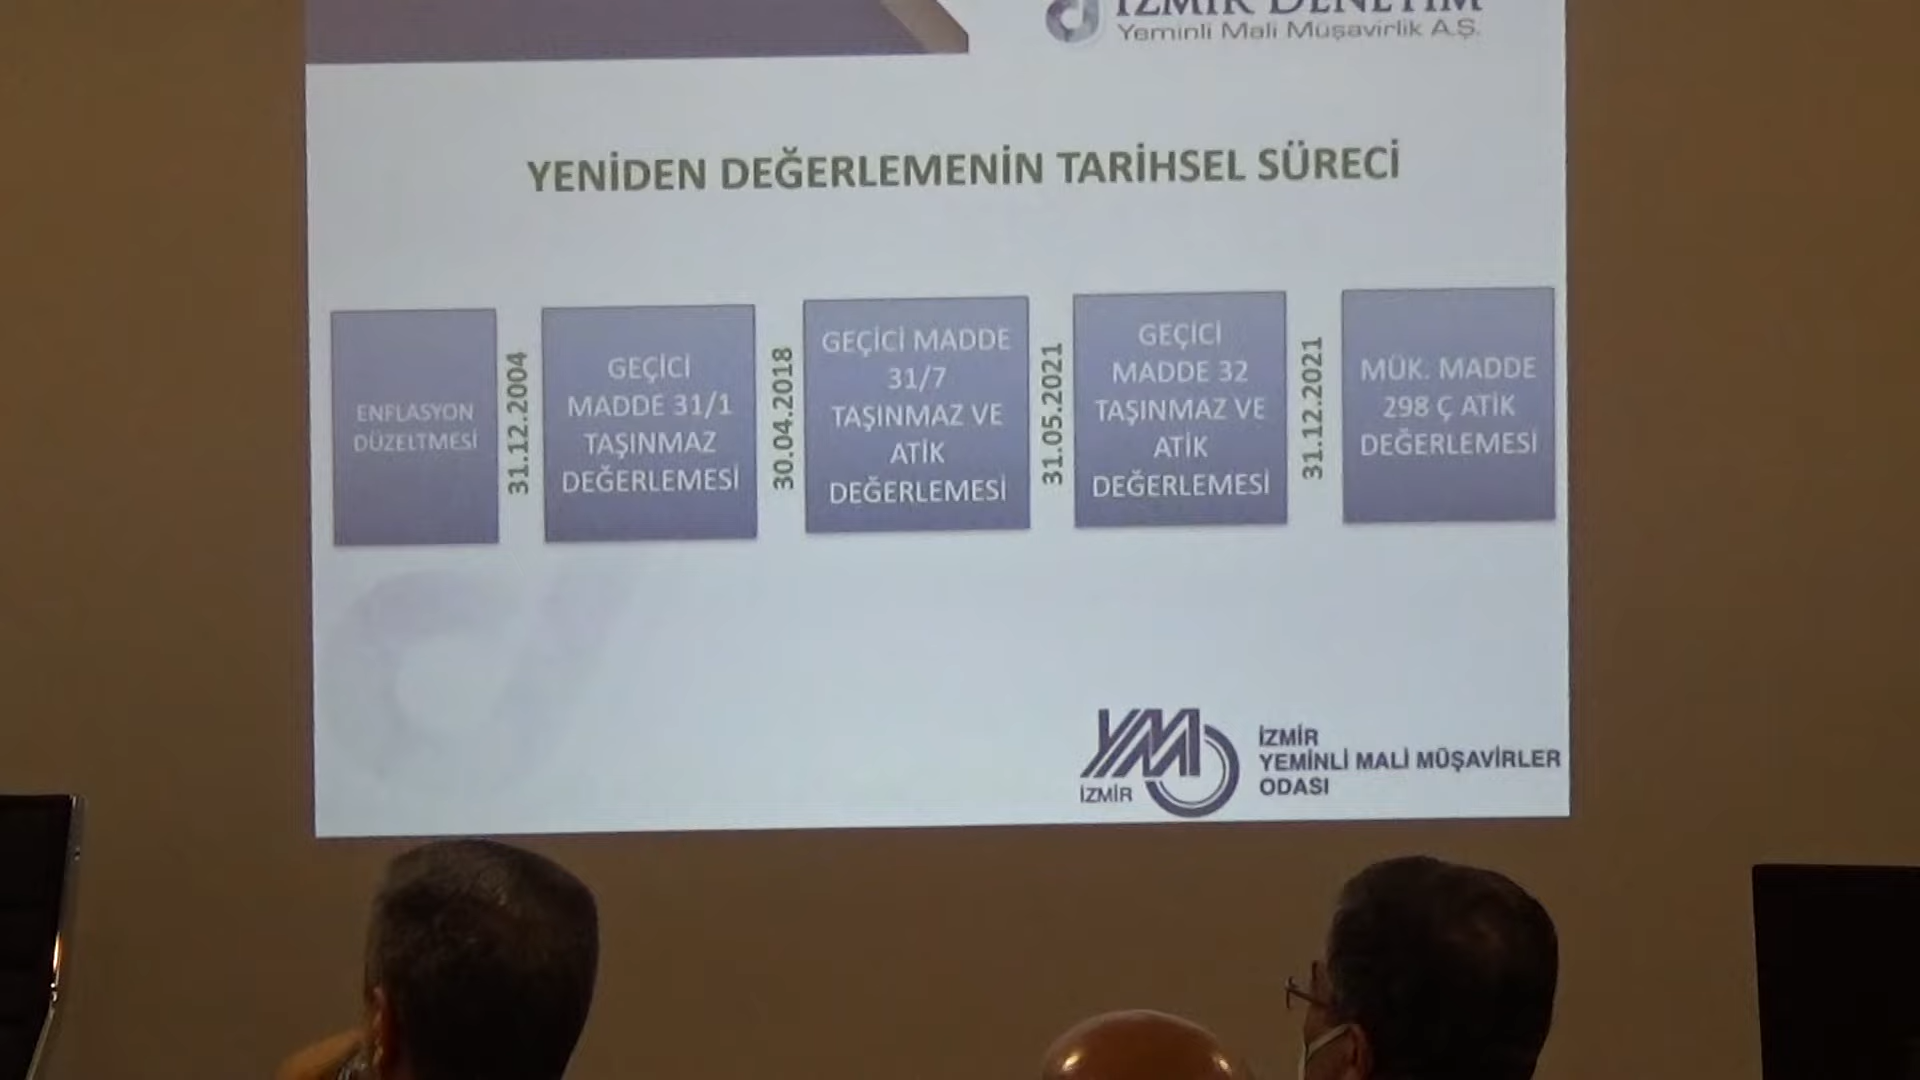 İZMİR DENETİM
Yeminli Mali Müşavirlik A.Ş.
YENİDEN DEĞERLEMENİN TARİHSEL SÜRECİ
ENFLASYON
DÜZELTMESİ
31.12.2004
GEÇİCİ
MADDE 31/1
TAŞINMAZ
DEĞERLEMESİ
30.04.2018
GEÇİCİ MADDE
31/7
TAŞINMAZ VE
ATİK
DEĞERLEMESİ
31.05.2021
GEÇİCİ
MADDE 32
TAŞINMAZ VE
ATİK
DEĞERLEMESİ
31.12.2021
MÜK. MADDE
298 Ç ATİK
DEĞERLEMESİ
YMMO
İZMİR
İZMİR
YEMİNLİ MALİ MÜŞAVİRLER
ODASI